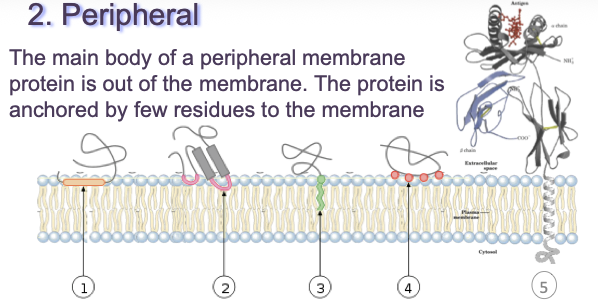 2. Peripheral
The main body of a peripheral membrane
protein is out of the membrane. The protein is
anchored by few residues to the membrane
Antigen
α chain
NH3+
COO-
β chain
Extracellular
space
Plasma
membrane
Cytosol
1
2
3
4
5